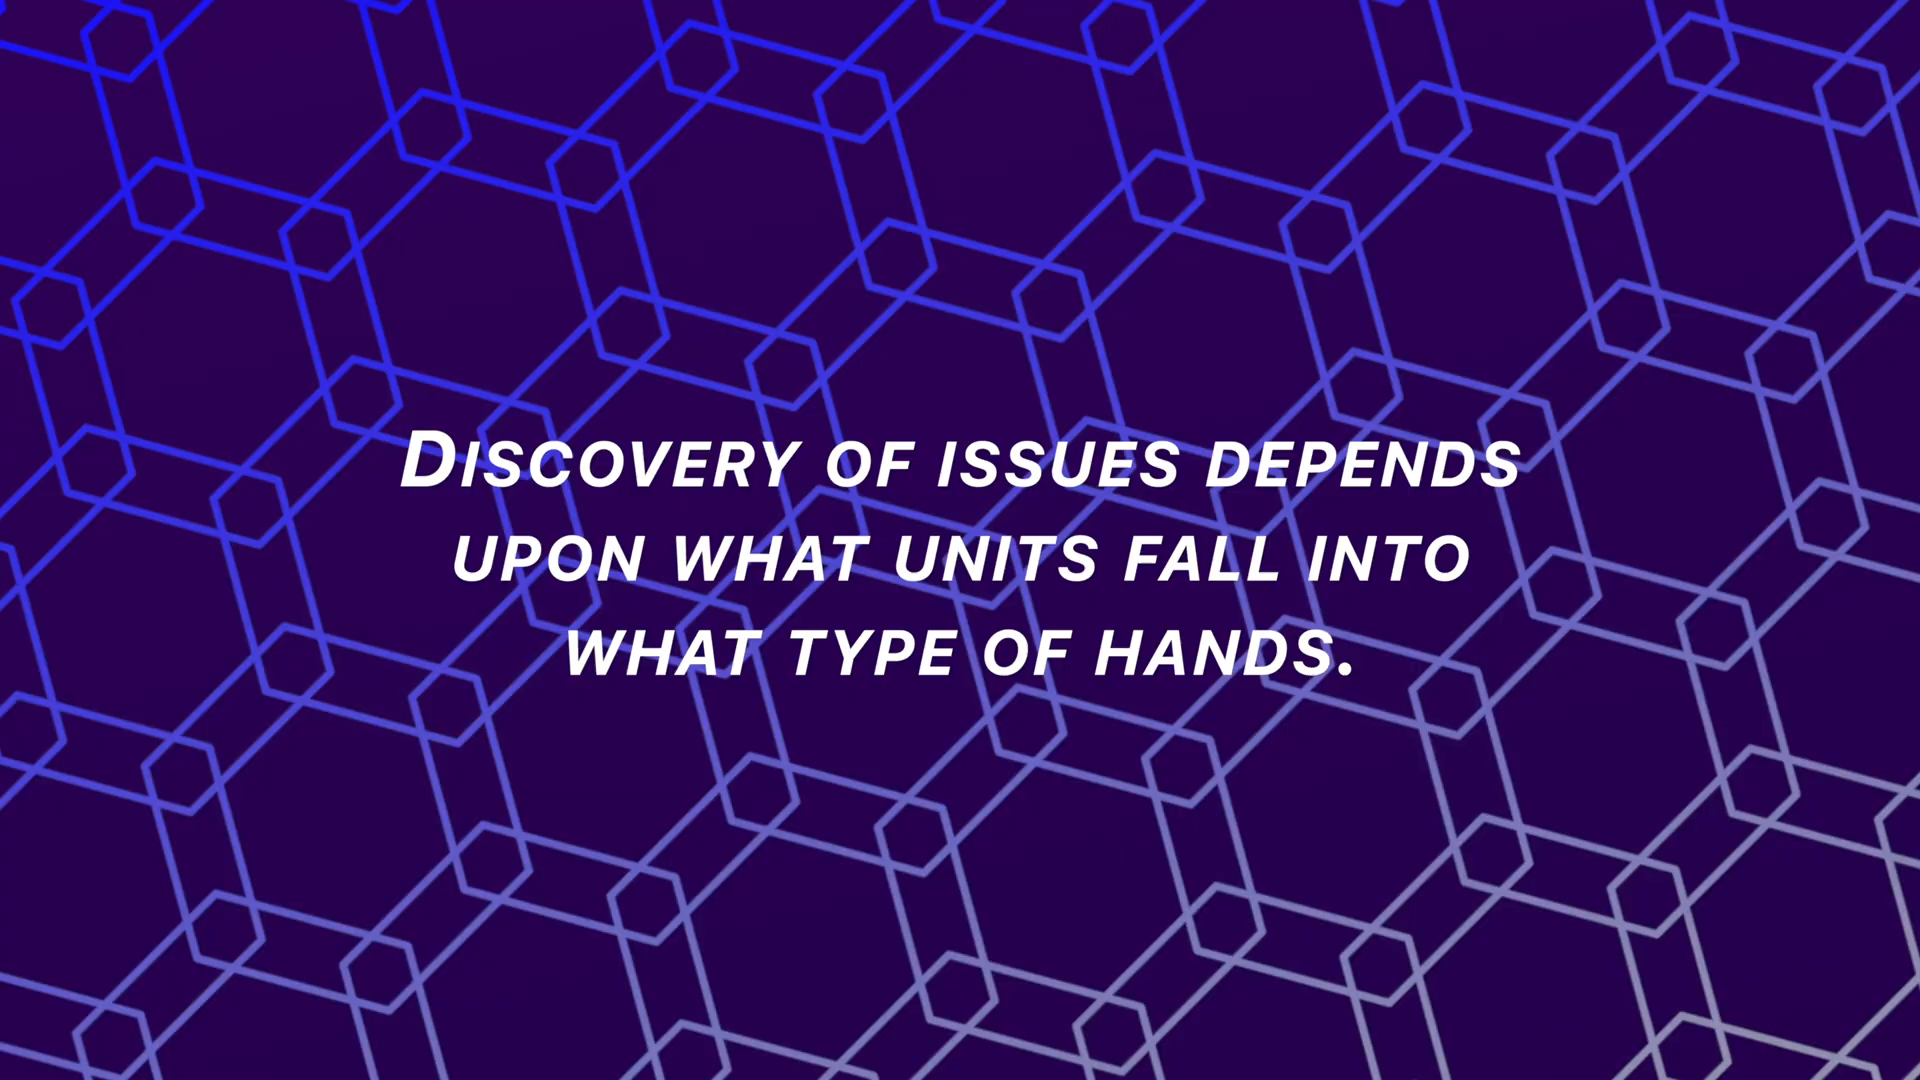 Discovery of issues depends
upon what units fall into
what type of hands.